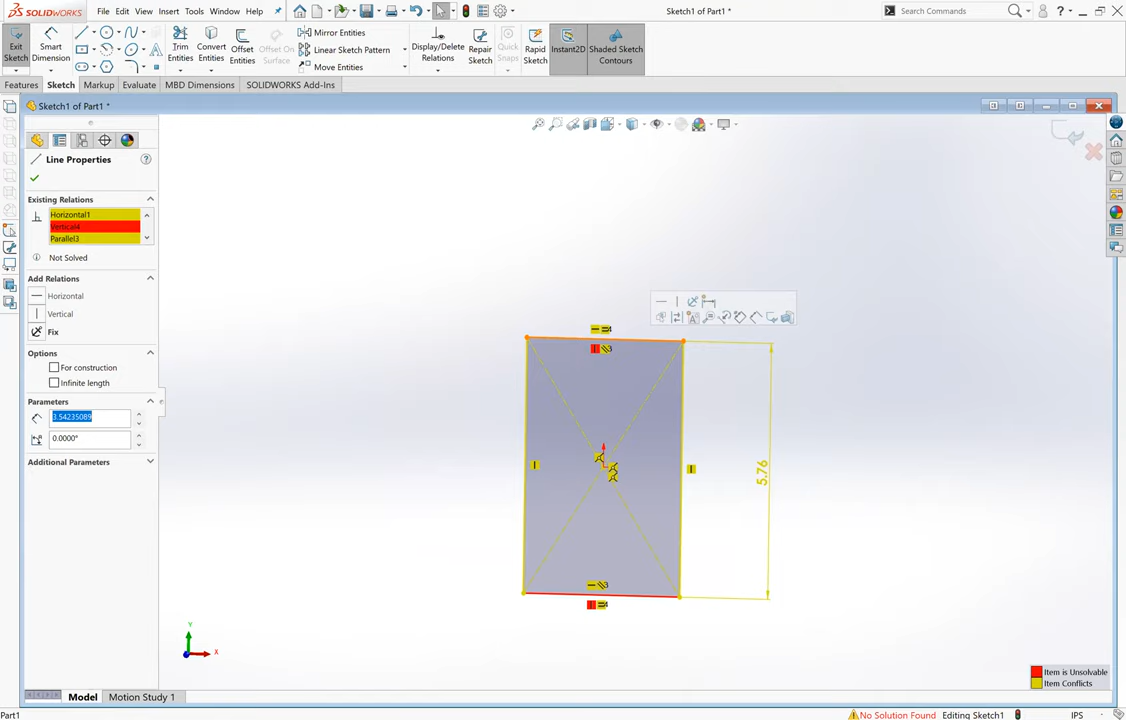 SOLIDWORKS File Edit View Insert Tools Window Help Sketch1 of Part1 * Search Commands
Exit Sketch
Smart Dimension
Trim Entities
Convert Entities
Offset Entities
Offset On Surface
Mirror Entities
Linear Sketch Pattern
Move Entities
Display/Delete Relations
Repair Sketch
Quick Snaps
Rapid Sketch
Instant2D
Shaded Sketch Contours
Features Sketch Markup Evaluate MBD Dimensions SOLIDWORKS Add-Ins
Sketch1 of Part1 *
Line Properties
Existing Relations
Horizontal1
Vertical4
Parallel3
Not Solved
Add Relations
Horizontal
Vertical
Fix
Options
For construction
Infinite length
Parameters
3.54235089
0.0000°
Additional Parameters
5.76
Y
X
Item is Unsolvable
Item Conflicts
Model Motion Study 1
Part1 No Solution Found Editing Sketch1 IPS